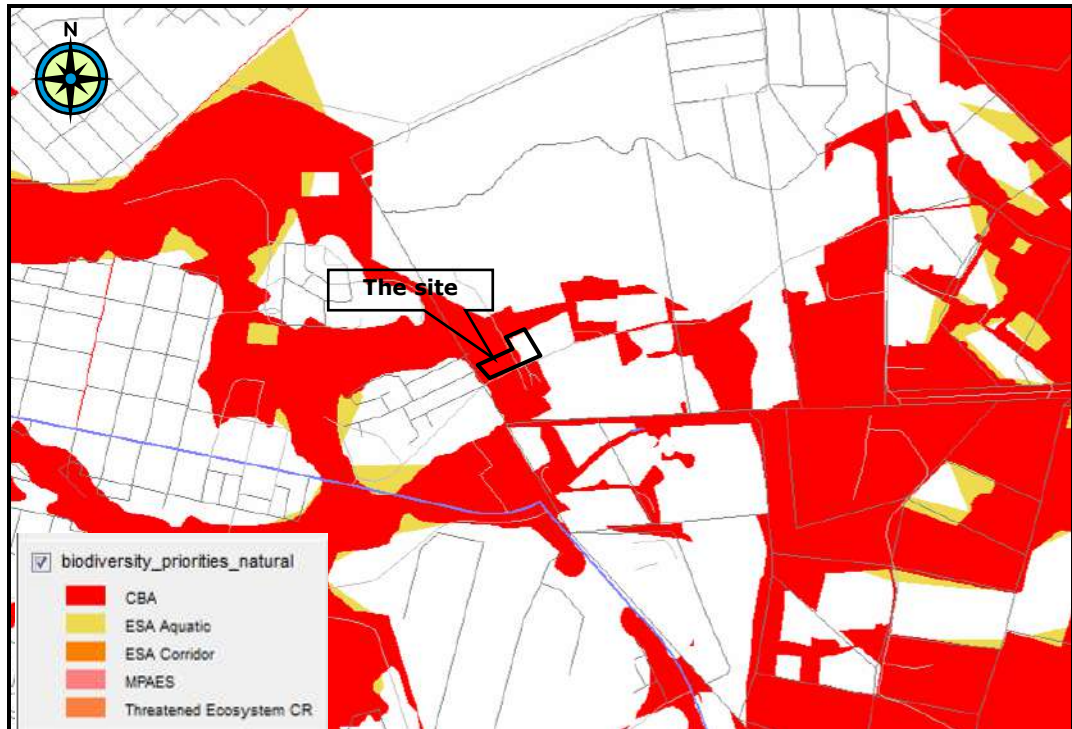 N
The site
biodiversity_priorities_natural
CBA
ESA Aquatic
ESA Corridor
MPAES
Threatened Ecosystem CR